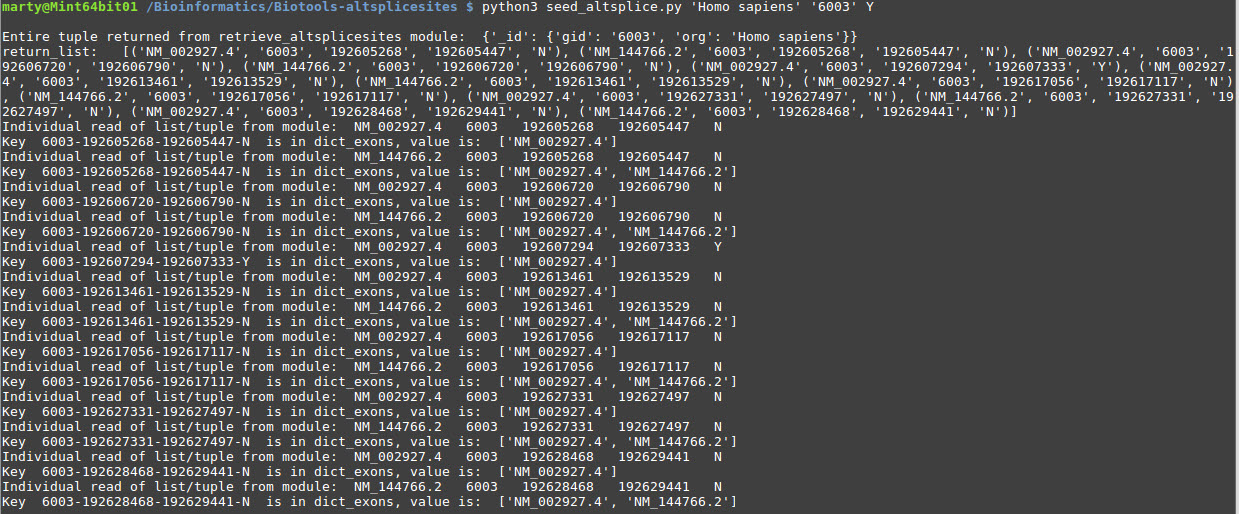 marty@Mint64bit01 /Bioinformatics/Biotools-altsplicesites $ python3 seed_altsplice.py 'Homo sapiens' '6003' Y
Entire tuple returned from retrieve_altsplicesites module:  {'_id': {'gid': '6003', 'org': 'Homo sapiens'}}
return_list:   [('NM_002927.4', '6003', '192605268', '192605447', 'N'), ('NM_144766.2', '6003', '192605268', '192605447', 'N'), ('NM_002927.4', '6003', '1
92606720', '192606790', 'N'), ('NM_144766.2', '6003', '192606720', '192606790', 'N'), ('NM_002927.4', '6003', '192607294', '192607333', 'Y'), ('NM_002927.
4', '6003', '192613461', '192613529', 'N'), ('NM_144766.2', '6003', '192613461', '192613529', 'N'), ('NM_002927.4', '6003', '192617056', '192617117', 'N')
, ('NM_144766.2', '6003', '192617056', '192617117', 'N'), ('NM_002927.4', '6003', '192627331', '192627497', 'N'), ('NM_144766.2', '6003', '192627331', '19
2627497', 'N'), ('NM_002927.4', '6003', '192628468', '192629441', 'N'), ('NM_144766.2', '6003', '192628468', '192629441', 'N')]
Individual read of list/tuple from module:  NM_002927.4   6003   192605268   192605447   N
Key  6003-192605268-192605447-N  is in dict_exons, value is:  ['NM_002927.4']
Individual read of list/tuple from module:  NM_144766.2   6003   192605268   192605447   N
Key  6003-192605268-192605447-N  is in dict_exons, value is:  ['NM_002927.4', 'NM_144766.2']
Individual read of list/tuple from module:  NM_002927.4   6003   192606720   192606790   N
Key  6003-192606720-192606790-N  is in dict_exons, value is:  ['NM_002927.4']
Individual read of list/tuple from module:  NM_144766.2   6003   192606720   192606790   N
Key  6003-192606720-192606790-N  is in dict_exons, value is:  ['NM_002927.4', 'NM_144766.2']
Individual read of list/tuple from module:  NM_002927.4   6003   192607294   192607333   Y
Key  6003-192607294-192607333-Y  is in dict_exons, value is:  ['NM_002927.4']
Individual read of list/tuple from module:  NM_002927.4   6003   192613461   192613529   N
Key  6003-192613461-192613529-N  is in dict_exons, value is:  ['NM_002927.4']
Individual read of list/tuple from module:  NM_144766.2   6003   192613461   192613529   N
Key  6003-192613461-192613529-N  is in dict_exons, value is:  ['NM_002927.4', 'NM_144766.2']
Individual read of list/tuple from module:  NM_002927.4   6003   192617056   192617117   N
Key  6003-192617056-192617117-N  is in dict_exons, value is:  ['NM_002927.4']
Individual read of list/tuple from module:  NM_144766.2   6003   192617056   192617117   N
Key  6003-192617056-192617117-N  is in dict_exons, value is:  ['NM_002927.4', 'NM_144766.2']
Individual read of list/tuple from module:  NM_002927.4   6003   192627331   192627497   N
Key  6003-192627331-192627497-N  is in dict_exons, value is:  ['NM_002927.4']
Individual read of list/tuple from module:  NM_144766.2   6003   192627331   192627497   N
Key  6003-192627331-192627497-N  is in dict_exons, value is:  ['NM_002927.4', 'NM_144766.2']
Individual read of list/tuple from module:  NM_002927.4   6003   192628468   192629441   N
Key  6003-192628468-192629441-N  is in dict_exons, value is:  ['NM_002927.4']
Individual read of list/tuple from module:  NM_144766.2   6003   192628468   192629441   N
Key  6003-192628468-192629441-N  is in dict_exons, value is:  ['NM_002927.4', 'NM_144766.2']